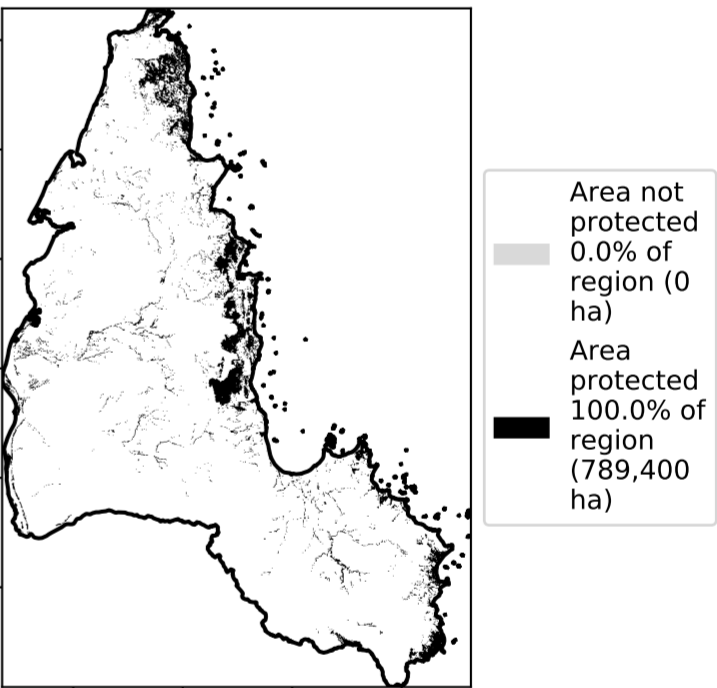 Area not
protected
0.0% of
region (0
ha)
Area
protected
100.0% of
region
(789,400
ha)